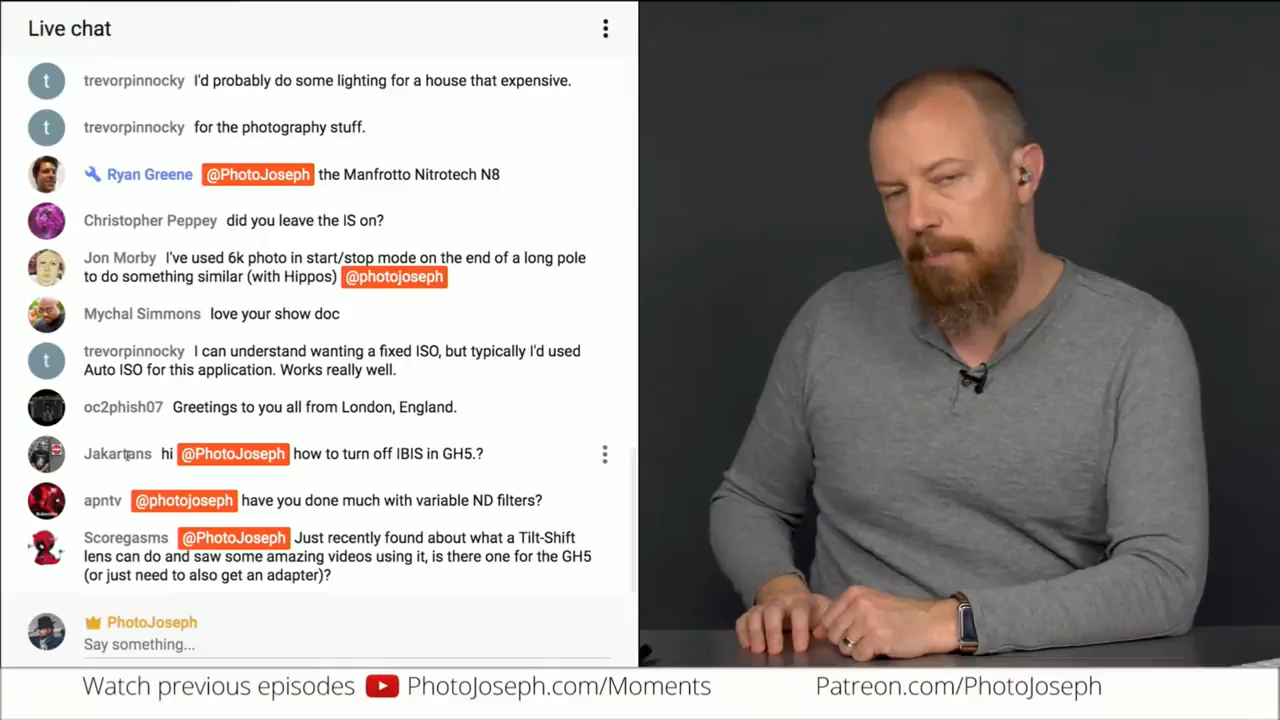 Live chat
t trevorpinnocky I'd probably do some lighting for a house that expensive.
t trevorpinnocky for the photography stuff.
Ryan Greene @PhotoJoseph the Manfrotto Nitrotech N8
Christopher Peppey did you leave the IS on?
Jon Morby I've used 6k photo in start/stop mode on the end of a long pole
to do something similar (with Hippos) @photojoseph
Mychal Simmons love your show doc
t trevorpinnocky I can understand wanting a fixed ISO, but typically I'd used
Auto ISO for this application. Works really well.
oc2phish07 Greetings to you all from London, England.
Jakartans hi @PhotoJoseph how to turn off IBIS in GH5.?
apntv @photojoseph have you done much with variable ND filters?
Scoregasms @PhotoJoseph Just recently found about what a Tilt-Shift
lens can do and saw some amazing videos using it, is there one for the GH5
(or just need to also get an adapter)?
PhotoJoseph
Say something...
Watch previous episodes PhotoJoseph.com/Moments Patreon.com/PhotoJoseph